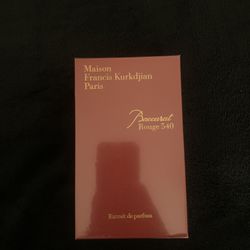 Maison
Francis Kurkdjian
Paris
Baccarat
Rouge 540
Extrait de parfum